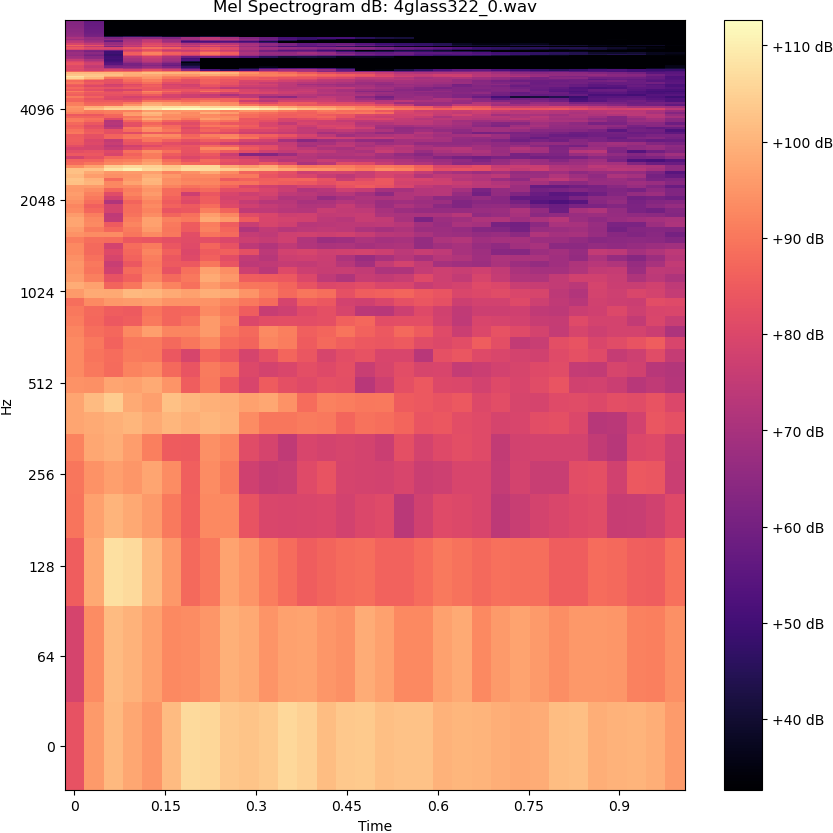 Mel Spectrogram dB: 4glass322_0.wav
4096
2048
1024
512
256
128
64
0
Hz
0 0.15 0.3 0.45 0.6 0.75 0.9
Time
+110 dB
+100 dB
+90 dB
+80 dB
+70 dB
+60 dB
+50 dB
+40 dB